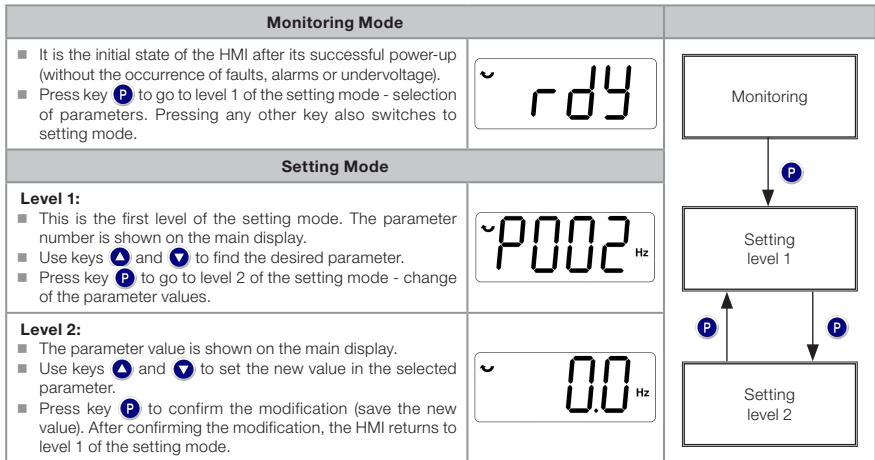 Monitoring Mode
■ It is the initial state of the HMI after its successful power-up
(without the occurrence of faults, alarms or undervoltage).
■ Press key P to go to level 1 of the setting mode - selection
of parameters. Pressing any other key also switches to
setting mode.
rdy
Setting Mode
Level 1:
■ This is the first level of the setting mode. The parameter
number is shown on the main display.
■ Use keys ▲ and ▼ to find the desired parameter.
■ Press key P to go to level 2 of the setting mode - change
of the parameter values.
P002 Hz
Level 2:
■ The parameter value is shown on the main display.
■ Use keys ▲ and ▼ to set the new value in the selected
parameter.
■ Press key P to confirm the modification (save the new
value). After confirming the modification, the HMI returns to
level 1 of the setting mode.
0.0 Hz
Monitoring
P
Setting
level 1
P P
Setting
level 2